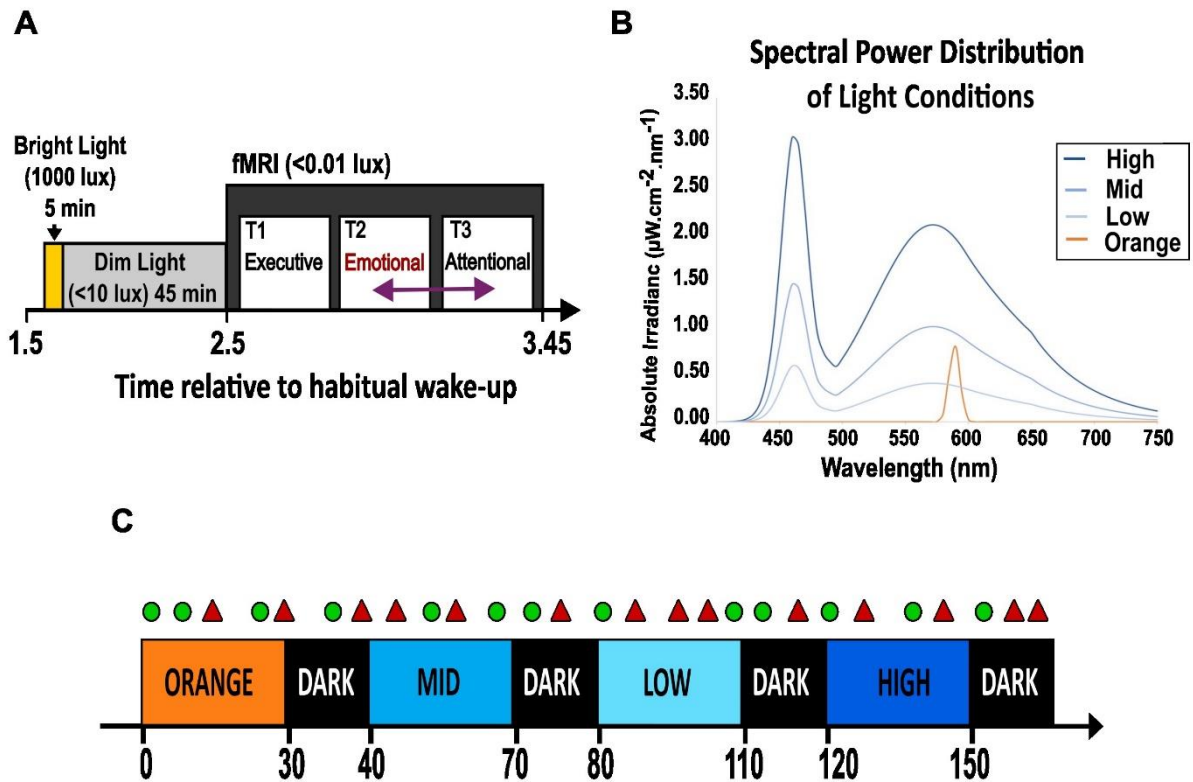 A
Bright Light
(1000 lux)
5 min
fMRI (<0.01 lux)
T1
Executive
T2
Emotional
T3
Attentional
Dim Light
(<10 lux) 45 min
1.5
2.5
3.45
Time relative to habitual wake-up
B
Spectral Power Distribution
of Light Conditions
Absolute Irradianc (µW.cm-2.nm-1)
3.50
3.00
2.50
2.00
1.50
1.00
0.50
0.00
400 450 500 550 600 650 700 750
Wavelength (nm)
High
Mid
Low
Orange
C
ORANGE DARK MID DARK LOW DARK HIGH DARK
0 30 40 70 80 110 120 150